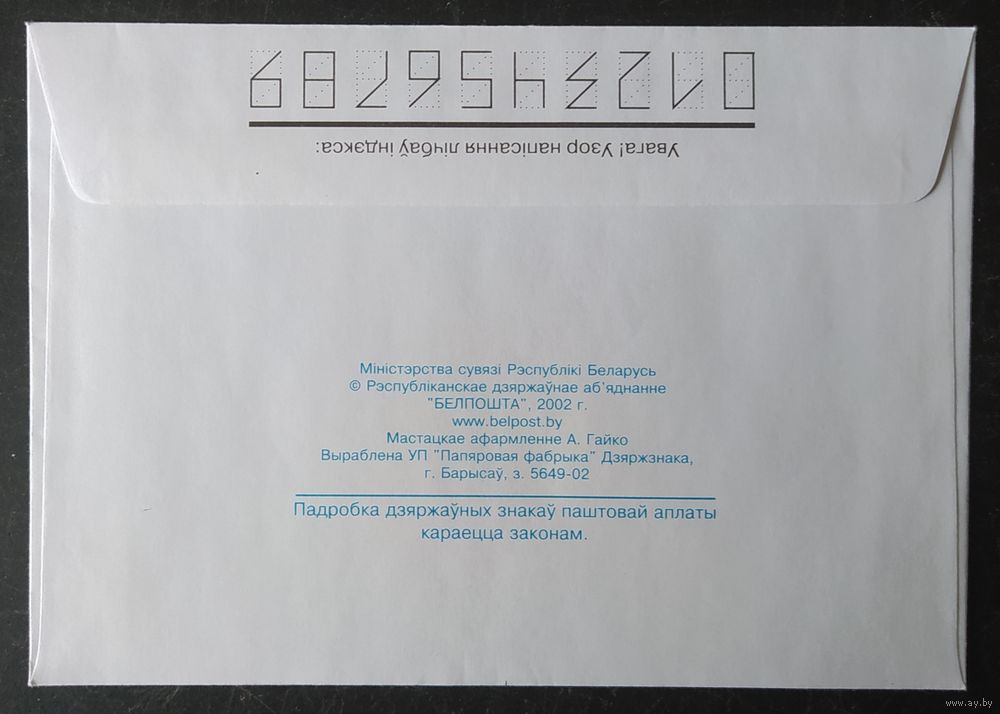 0123456789
Увага! Узор напісання лічбаў індэкса:
Міністэрства сувязі Рэспублікі Беларусь
© Рэспубліканскае дзяржаўнае аб'яднанне
"БЕЛПОШТА", 2002 г.
www.belpost.by
Мастацкае афармленне А. Гайко
Выраблена УП "Папяровая фабрыка" Дзяржзнака,
г. Барысаў, з. 5649-02
Падробка дзяржаўных знакаў паштовай аплаты
караецца законам.
www.ay.by